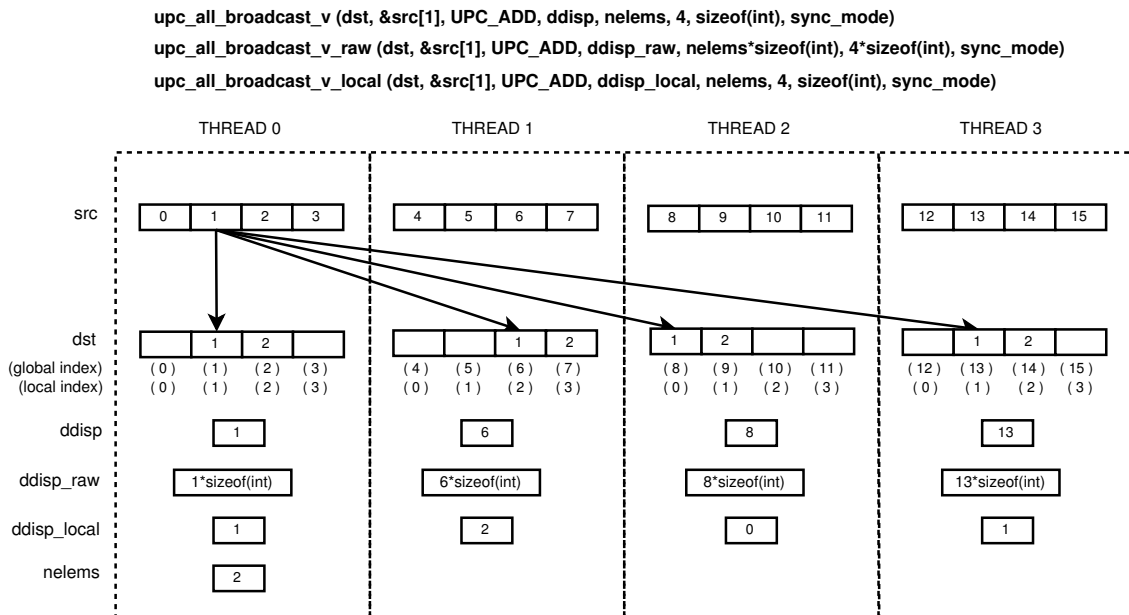 upc_all_broadcast_v (dst, &src[1], UPC_ADD, ddisp, nelems, 4, sizeof(int), sync_mode)
upc_all_broadcast_v_raw (dst, &src[1], UPC_ADD, ddisp_raw, nelems*sizeof(int), 4*sizeof(int), sync_mode)
upc_all_broadcast_v_local (dst, &src[1], UPC_ADD, ddisp_local, nelems, 4, sizeof(int), sync_mode)
THREAD 0 THREAD 1 THREAD 2 THREAD 3
src 0 1 2 3 4 5 6 7 8 9 10 11 12 13 14 15
dst 1 2 1 2 1 2 1 2
(global index) (0) (1) (2) (3) (4) (5) (6) (7) (8) (9) (10) (11) (12) (13) (14) (15)
(local index) (0) (1) (2) (3) (0) (1) (2) (3) (0) (1) (2) (3) (0) (1) (2) (3)
ddisp 1 6 8 13
ddisp_raw 1*sizeof(int) 6*sizeof(int) 8*sizeof(int) 13*sizeof(int)
ddisp_local 1 2 0 1
nelems 2